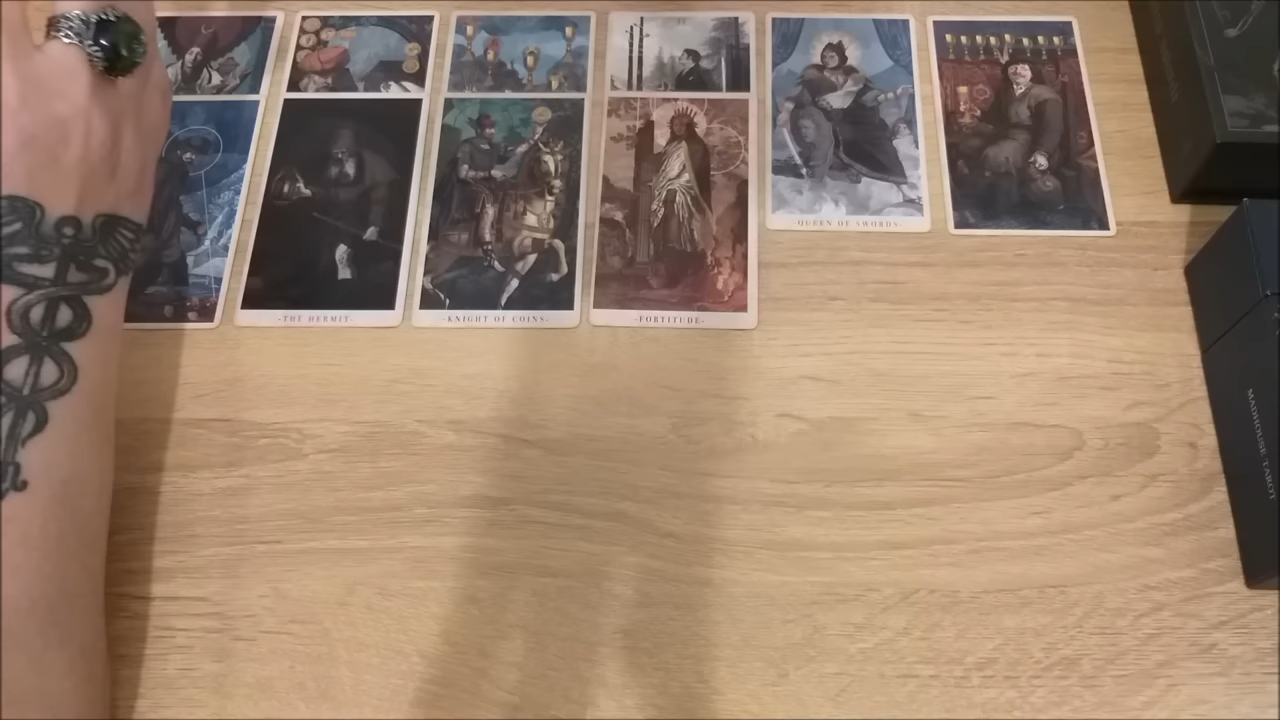 -QUEEN OF SWORDS-
-THE HERMIT-
-KNIGHT OF COINS-
-FORTITUDE-
MADHOUSE TAROT